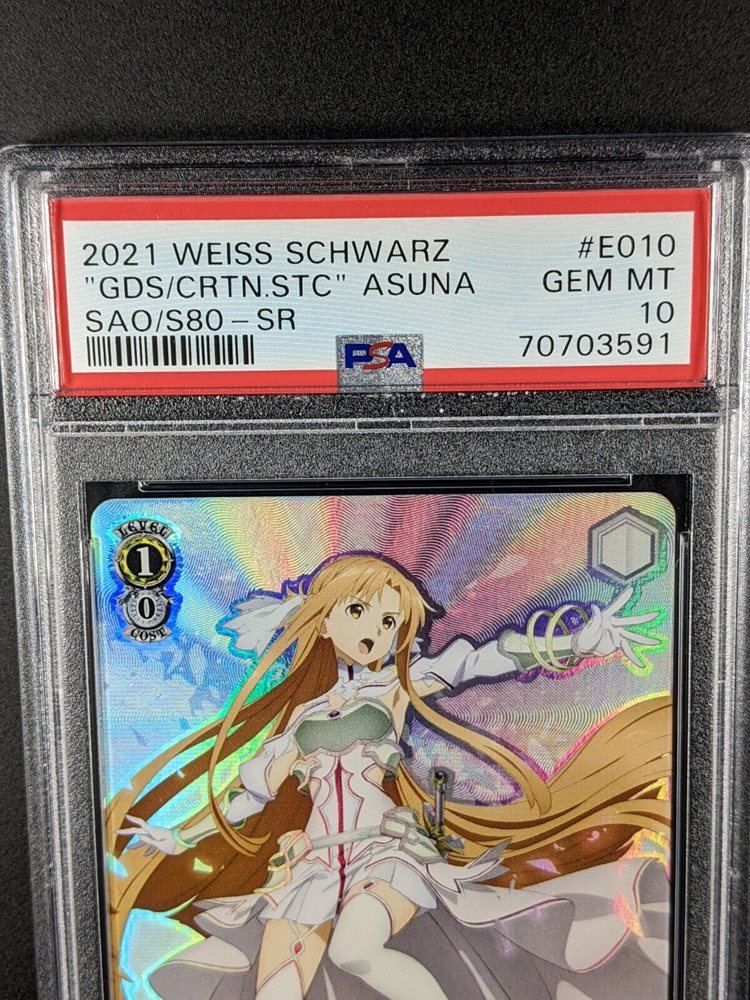 2021 WEISS SCHWARZ #E010
"GDS/CRTN.STC" ASUNA GEM MT
SAO/S80-SR 10
PSA 70703591
LEVEL
1
0
COST